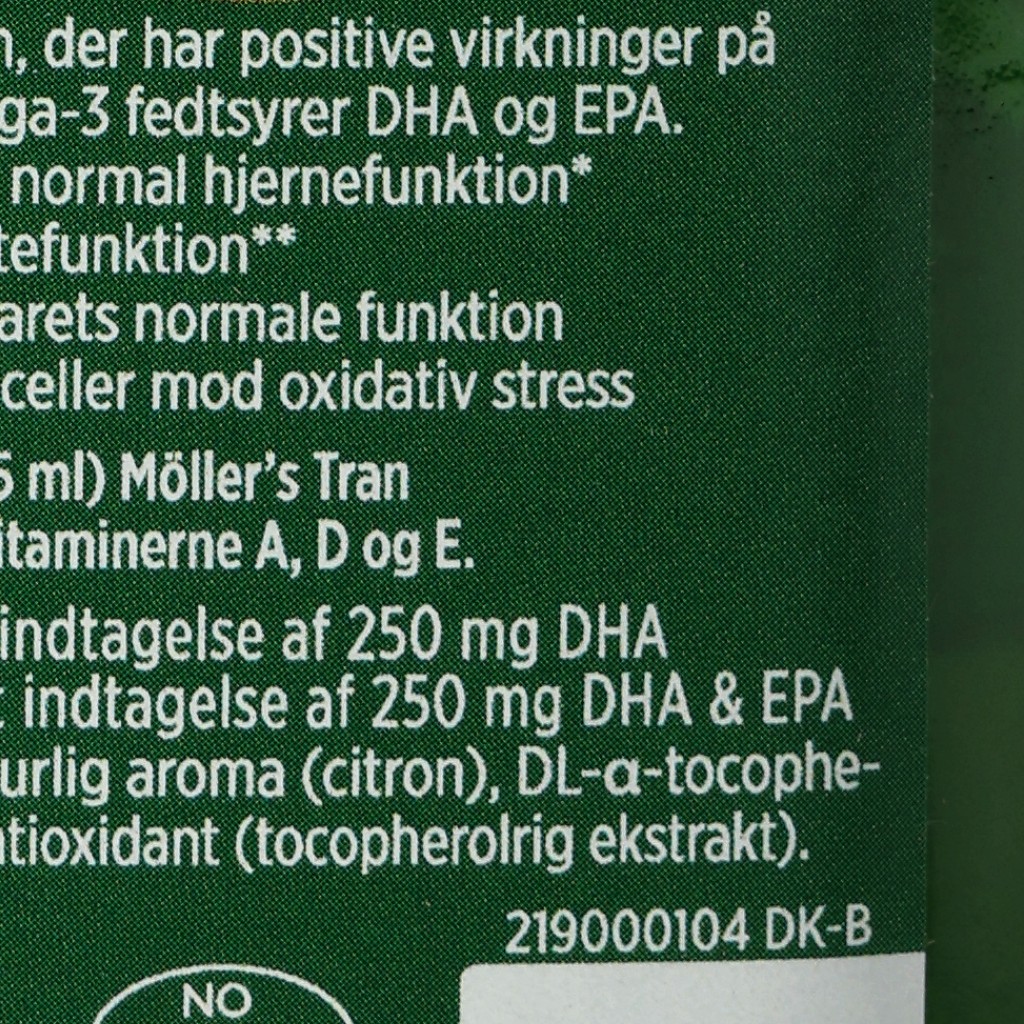 n, der har positive virkninger på
ga-3 fedtsyrer DHA og EPA.
normal hjernefunktion*
tefunktion**
arets normale funktion
celler mod oxidativ stress
5 ml) Möller's Tran
itaminerne A, D og E.
indtagelse af 250 mg DHA
t indtagelse af 250 mg DHA & EPA
urlig aroma (citron), DL-α-tocophe-
ntioxidant (tocopherolrig ekstrakt).
219000104 DK-B
NO